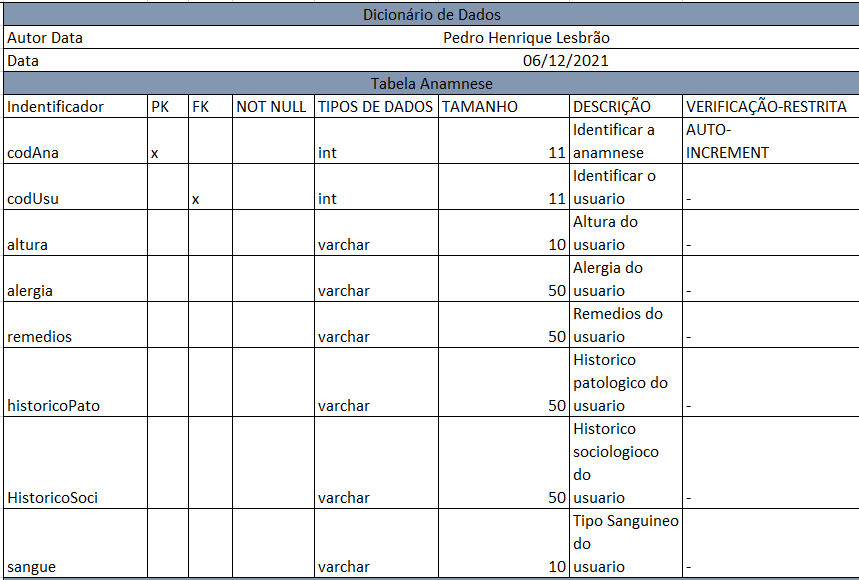 Dicionário de Dados
Autor Data Pedro Henrique Lesbrão
Data 06/12/2021
Tabela Anamnese
Indentificador PK FK NOT NULL TIPOS DE DADOS TAMANHO DESCRIÇÃO VERIFICAÇÃO-RESTRITA
Identificar a AUTO-
codAna x int 11 anamnese INCREMENT
Identificar o
codUsu x int 11 usuario -
Altura do
altura varchar 10 usuario -
Alergia do
alergia varchar 50 usuario -
Remedios do
remedios varchar 50 usuario -
Historico
patologico do
historicoPato varchar 50 usuario -
Historico
sociologioco
do
HistoricoSoci varchar 50 usuario -
Tipo Sanguineo
do
sangue varchar 10 usuario -